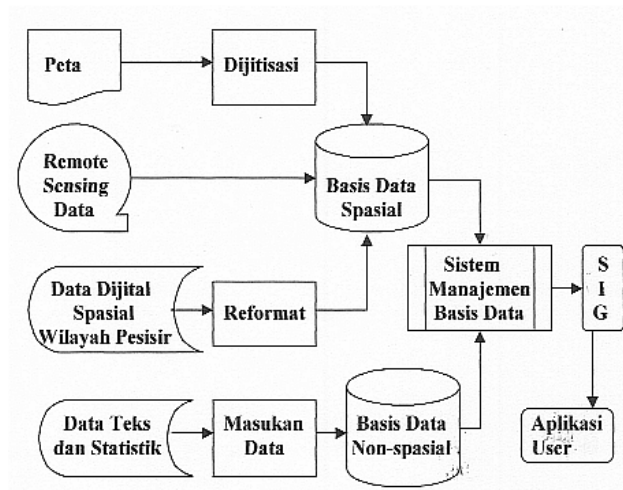 Peta
Dijitisasi
Remote
Sensing
Data
Basis Data
Spasial
Data Dijital
Spasial
Wilayah Pesisir
Reformat
Sistem
Manajemen
Basis Data
S
I
G
Data Teks
dan Statistik
Masukan
Data
Basis Data
Non-spasial
Aplikasi
User